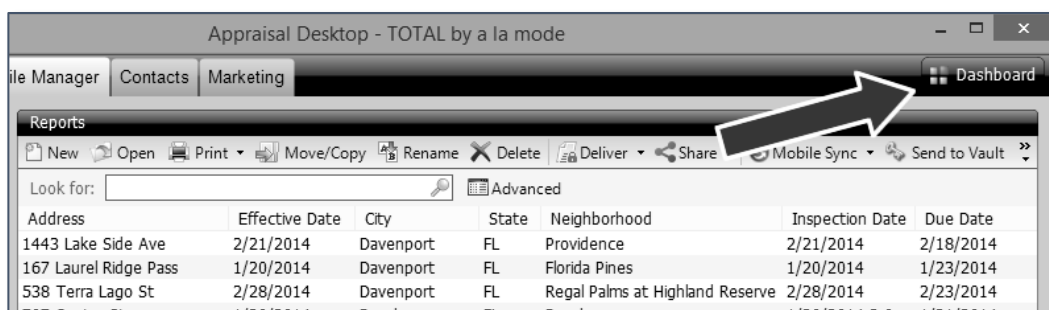 Appraisal Desktop - TOTAL by a la mode
ile Manager Contacts Marketing Dashboard
Reports
New Open Print Move/Copy Rename Delete Deliver Share Mobile Sync Send to Vault
Look for: Advanced
Address Effective Date City State Neighborhood Inspection Date Due Date
1443 Lake Side Ave 2/21/2014 Davenport FL Providence 2/21/2014 2/18/2014
167 Laurel Ridge Pass 1/20/2014 Davenport FL Florida Pines 1/20/2014 1/23/2014
538 Terra Lago St 2/28/2014 Davenport FL Regal Palms at Highland Reserve 2/28/2014 2/23/2014